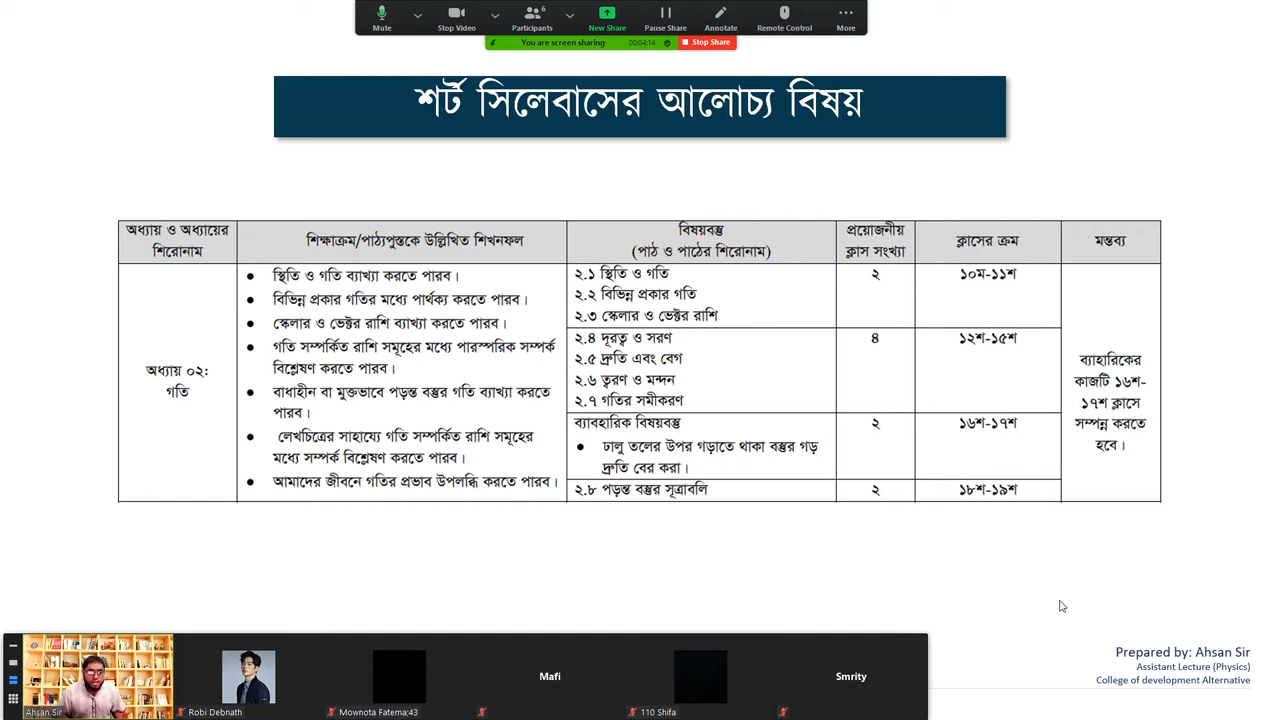 6
Mute
Stop Video
Participants
New Share
Pause Share
Annotate
Remote Control
More
You are screen sharing
00:04:14
Stop Share
শর্ট সিলেবাসের আলোচ্য বিষয়
অধ্যায় ও অধ্যায়ের
শিরোনাম
শিক্ষাক্রম/পাঠ্যপুস্তকে উল্লিখিত শিখনফল
বিষয়বস্তু
(পাঠ ও পাঠের শিরোনাম)
প্রয়োজনীয়
ক্লাস সংখ্যা
ক্লাসের ক্রম
মন্তব্য
অধ্যায় ০২:
গতি
● স্থিতি ও গতি ব্যাখ্যা করতে পারব।
● বিভিন্ন প্রকার গতির মধ্যে পার্থক্য করতে পারব।
● স্কেলার ও ভেক্টর রাশি ব্যাখ্যা করতে পারব।
● গতি সম্পর্কিত রাশি সমূহের মধ্যে পারস্পরিক সম্পর্ক
বিশ্লেষণ করতে পারব।
● বাধাহীন বা মুক্তভাবে পড়ন্ত বস্তুর গতি ব্যাখ্যা করতে
পারব।
● লেখচিত্রের সাহায্যে গতি সম্পর্কিত রাশি সমূহের
মধ্যে সম্পর্ক বিশ্লেষণ করতে পারব।
● আমাদের জীবনে গতির প্রভাব উপলব্ধি করতে পারব।
২.১ স্থিতি ও গতি
২.২ বিভিন্ন প্রকার গতি
২.৩ স্কেলার ও ভেক্টর রাশি
২
১০ম-১১শ
২.৪ দূরত্ব ও সরণ
২.৫ দ্রুতি এবং বেগ
২.৬ ত্বরণ ও মন্দন
২.৭ গতির সমীকরণ
৪
১২শ-১৫শ
ব্যাবহারিক বিষয়বস্তু
● ঢালু তলের উপর গড়াতে থাকা বস্তুর গড়
দ্রুতি বের করা।
২
১৬শ-১৭শ
২.৮ পড়ন্ত বস্তুর সূত্রাবলি
২
১৮শ-১৯শ
ব্যাহারিকের
কাজটি ১৬শ-
১৭শ ক্লাসে
সম্পন্ন করতে
হবে।
Prepared by: Ahsan Sir
Assistant Lecture (Physics)
College of development Alternative
Ahsan Sir
Robi Debnath
Mownota Fatema;43
Mafi
110 Shifa
Smrity